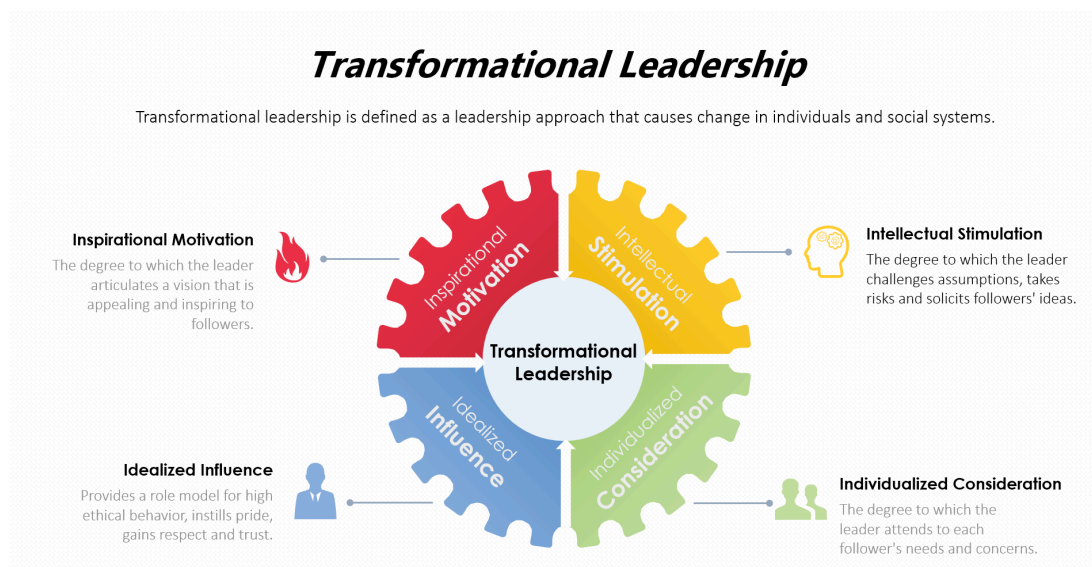 Transformational Leadership
Transformational leadership is defined as a leadership approach that causes change in individuals and social systems.
Inspirational Motivation
The degree to which the leader
articulates a vision that is
appealing and inspiring to
followers.
Inspirational
Motivation
Intellectual
Stimulation
Intellectual Stimulation
The degree to which the leader
challenges assumptions, takes
risks and solicits followers' ideas.
Transformational
Leadership
Idealized Influence
Provides a role model for high
ethical behavior, instills pride,
gains respect and trust.
Idealized
Influence
Individualized
Consideration
Individualized Consideration
The degree to which the
leader attends to each
follower's needs and concerns.